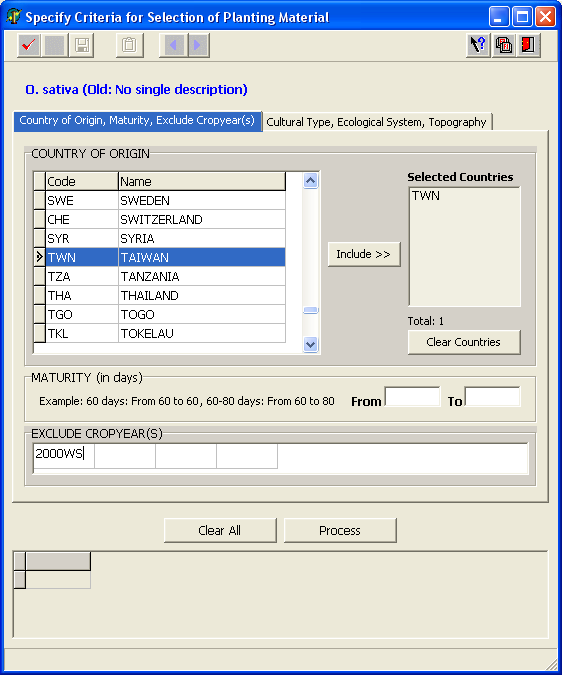 Specify Criteria for Selection of Planting Material
O. sativa (Old: No single description)
Country of Origin, Maturity, Exclude Cropyear(s) Cultural Type, Ecological System, Topography
COUNTRY OF ORIGIN
Code Name
SWE SWEDEN
CHE SWITZERLAND
SYR SYRIA
TWN TAIWAN
TZA TANZANIA
THA THAILAND
TGO TOGO
TKL TOKELAU
Include >>
Selected Countries
TWN
Total: 1
Clear Countries
MATURITY (in days)
Example: 60 days: From 60 to 60, 60-80 days: From 60 to 80 From To
EXCLUDE CROPYEAR(S)
2000WS
Clear All Process